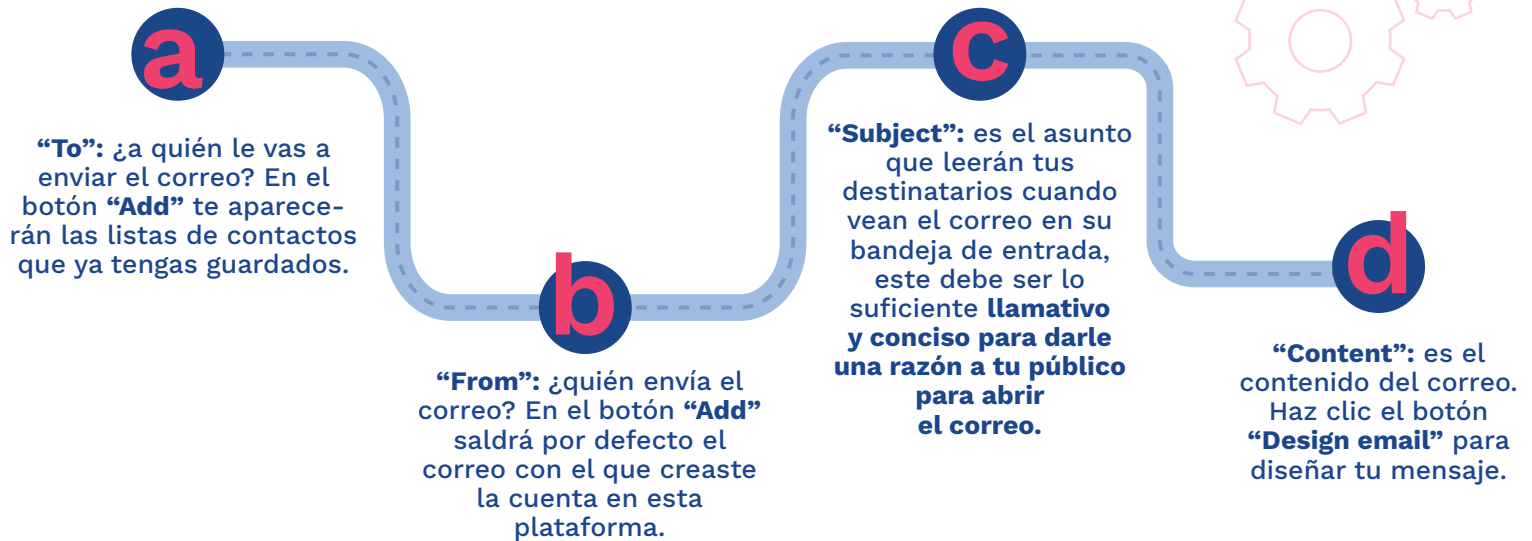 a
“To”: ¿a quién le vas a
enviar el correo? En el
botón “Add” te aparece-
rán las listas de contactos
que ya tengas guardados.
b
“From”: ¿quién envía el
correo? En el botón “Add”
saldrá por defecto el
correo con el que creaste
la cuenta en esta
plataforma.
c
“Subject”: es el asunto
que leerán tus
destinatarios cuando
vean el correo en su
bandeja de entrada,
este debe ser lo
suficiente llamativo
y conciso para darle
una razón a tu público
para abrir
el correo.
d
“Content”: es el
contenido del correo.
Haz clic el botón
“Design email” para
diseñar tu mensaje.